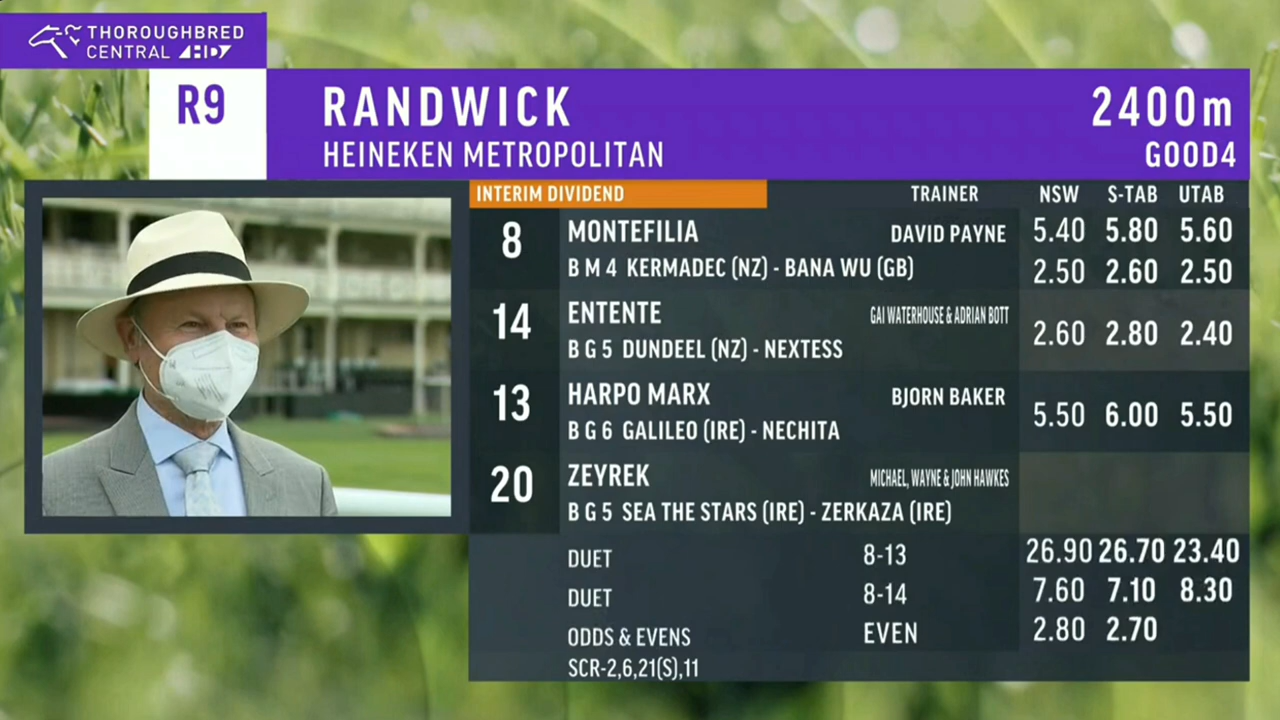 THOROUGHBRED
CENTRAL HD
R9
RANDWICK
2400m
HEINEKEN METROPOLITAN
GOOD4
INTERIM DIVIDEND TRAINER NSW S-TAB UTAB
8 MONTEFILIA DAVID PAYNE 5.40 5.80 5.60
B M 4 KERMADEC (NZ) - BANA WU (GB) 2.50 2.60 2.50
14 ENTENTE GAI WATERHOUSE & ADRIAN BOTT 2.60 2.80 2.40
B G 5 DUNDEEL (NZ) - NEXTESS
13 HARPO MARX BJORN BAKER 5.50 6.00 5.50
B G 6 GALILEO (IRE) - NECHITA
20 ZEYREK MICHAEL, WAYNE & JOHN HAWKES
B G 5 SEA THE STARS (IRE) - ZERKAZA (IRE)
DUET 8-13 26.90 26.70 23.40
DUET 8-14 7.60 7.10 8.30
ODDS & EVENS EVEN 2.80 2.70
SCR-2,6,21(S),11